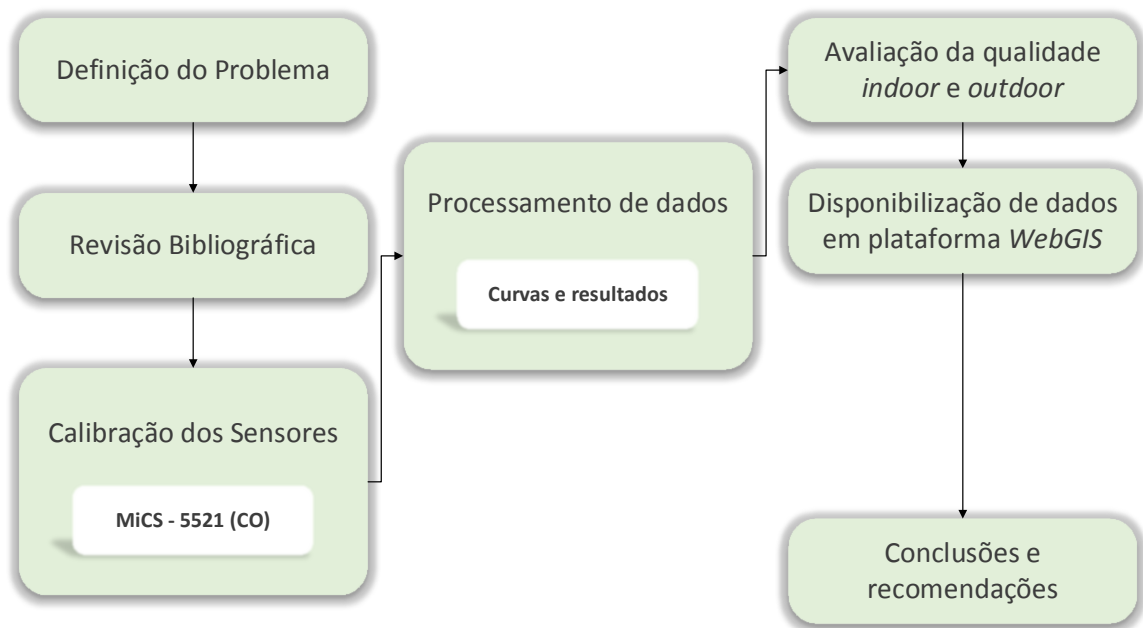 Definição do Problema
Revisão Bibliográfica
Calibração dos Sensores
MiCS - 5521 (CO)
Processamento de dados
Curvas e resultados
Avaliação da qualidade
indoor e outdoor
Disponibilização de dados
em plataforma WebGIS
Conclusões e
recomendações